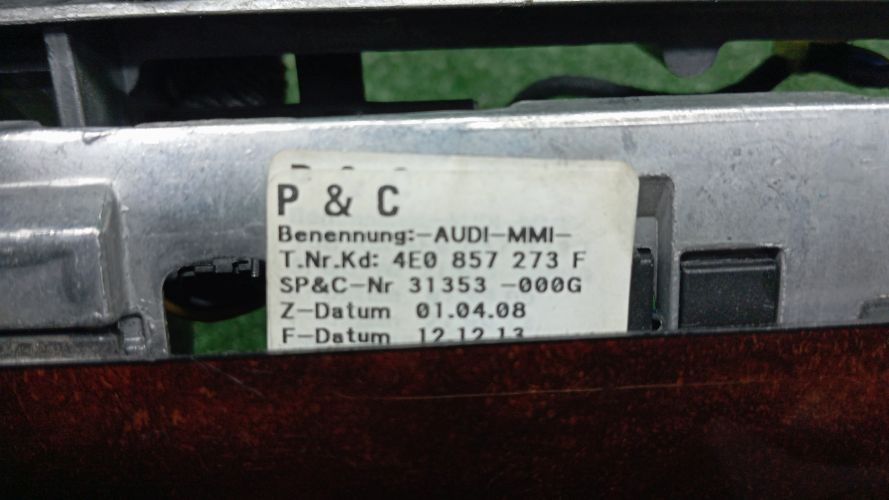 P & C
Benennung:-AUDI-MMI-
T.Nr.Kd: 4E0 857 273 F
SP&C-Nr 31353 -000G
Z-Datum 01.04.08
F-Datum 12.12.13